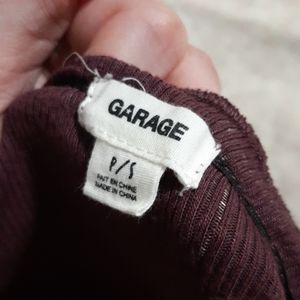 GARAGE
P/S
FAIT EN CHINE
MADE IN CHINA